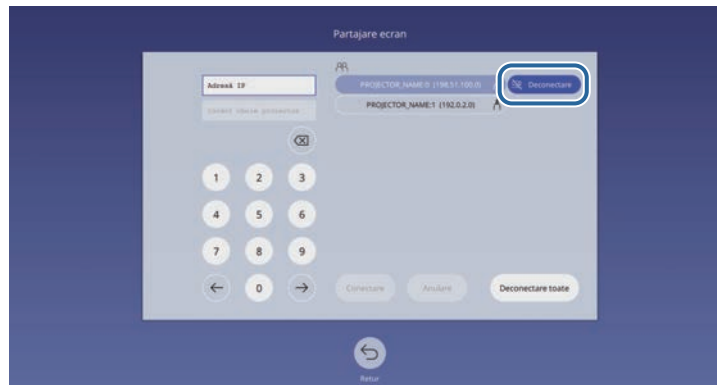 Partajare ecran
Adresă IP
PROJECTOR_NAME:0 (198.51.100.0)
Deconectare
PROJECTOR_NAME:1 (192.0.2.0)
1 2 3
4 5 6
7 8 9
0
Conectare Anulare Deconectare toate
Retur